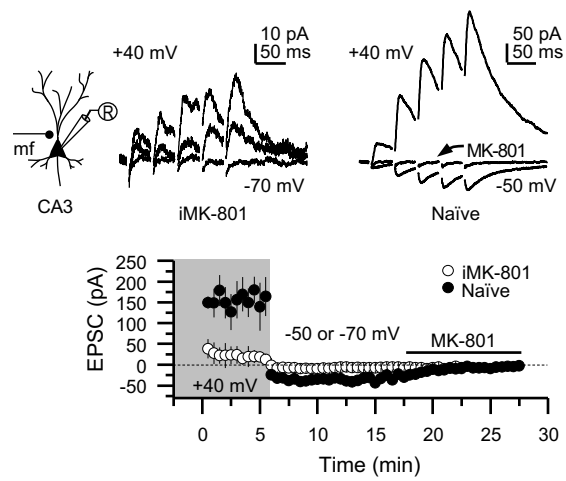 +40 mV
10 pA
50 ms
-70 mV
iMK-801
mf
R
CA3
+40 mV
50 pA
50 ms
MK-801
-50 mV
Naïve
EPSC (pA)
250
200
150
100
50
0
-50
+40 mV
-50 or -70 mV
iMK-801
Naïve
MK-801
0 5 10 15 20 25 30
Time (min)